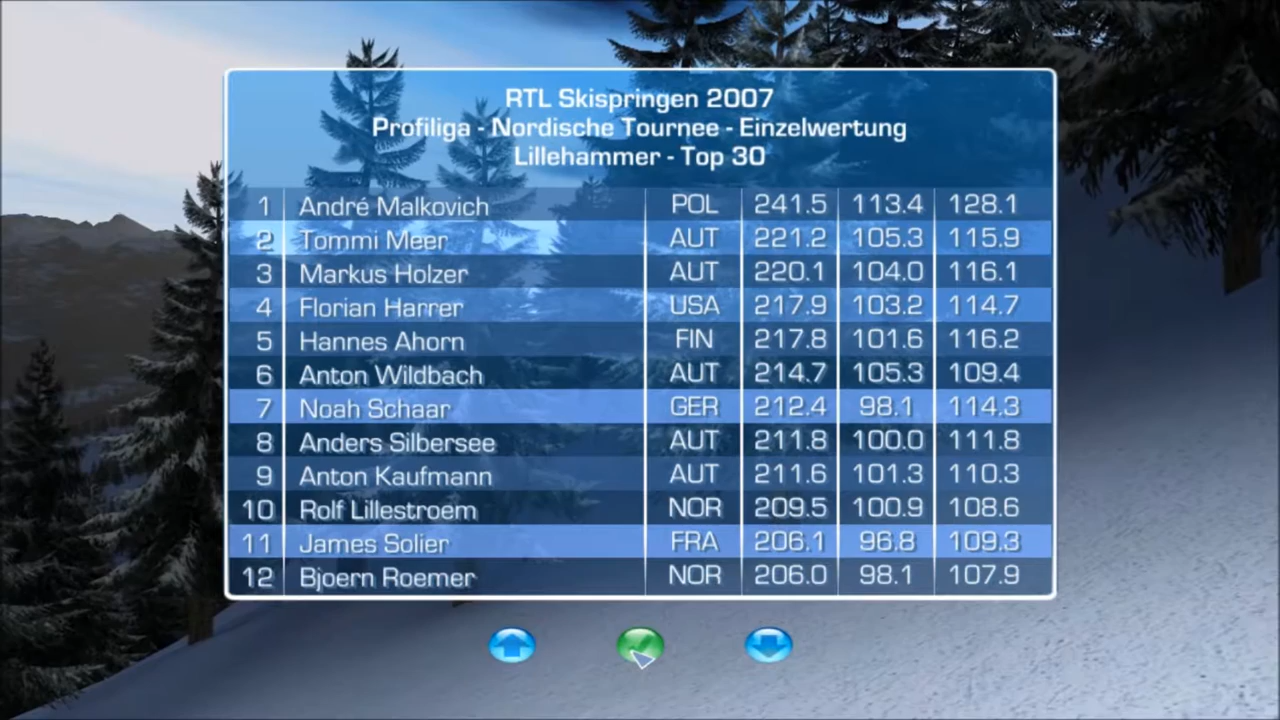 RTL Skispringen 2007
Profiliga - Nordische Tournee - Einzelwertung
Lillehammer - Top 30
1 André Malkovich POL 241.5 113.4 128.1
2 Tommi Meer AUT 221.2 105.3 115.9
3 Markus Holzer AUT 220.1 104.0 116.1
4 Florian Harrer USA 217.9 103.2 114.7
5 Hannes Ahorn FIN 217.8 101.6 116.2
6 Anton Wildbach AUT 214.7 105.3 109.4
7 Noah Schaar GER 212.4 98.1 114.3
8 Anders Silbersee AUT 211.8 100.0 111.8
9 Anton Kaufmann AUT 211.6 101.3 110.3
10 Rolf Lillestroem NOR 209.5 100.9 108.6
11 James Solier FRA 206.1 96.8 109.3
12 Bjoern Roemer NOR 206.0 98.1 107.9